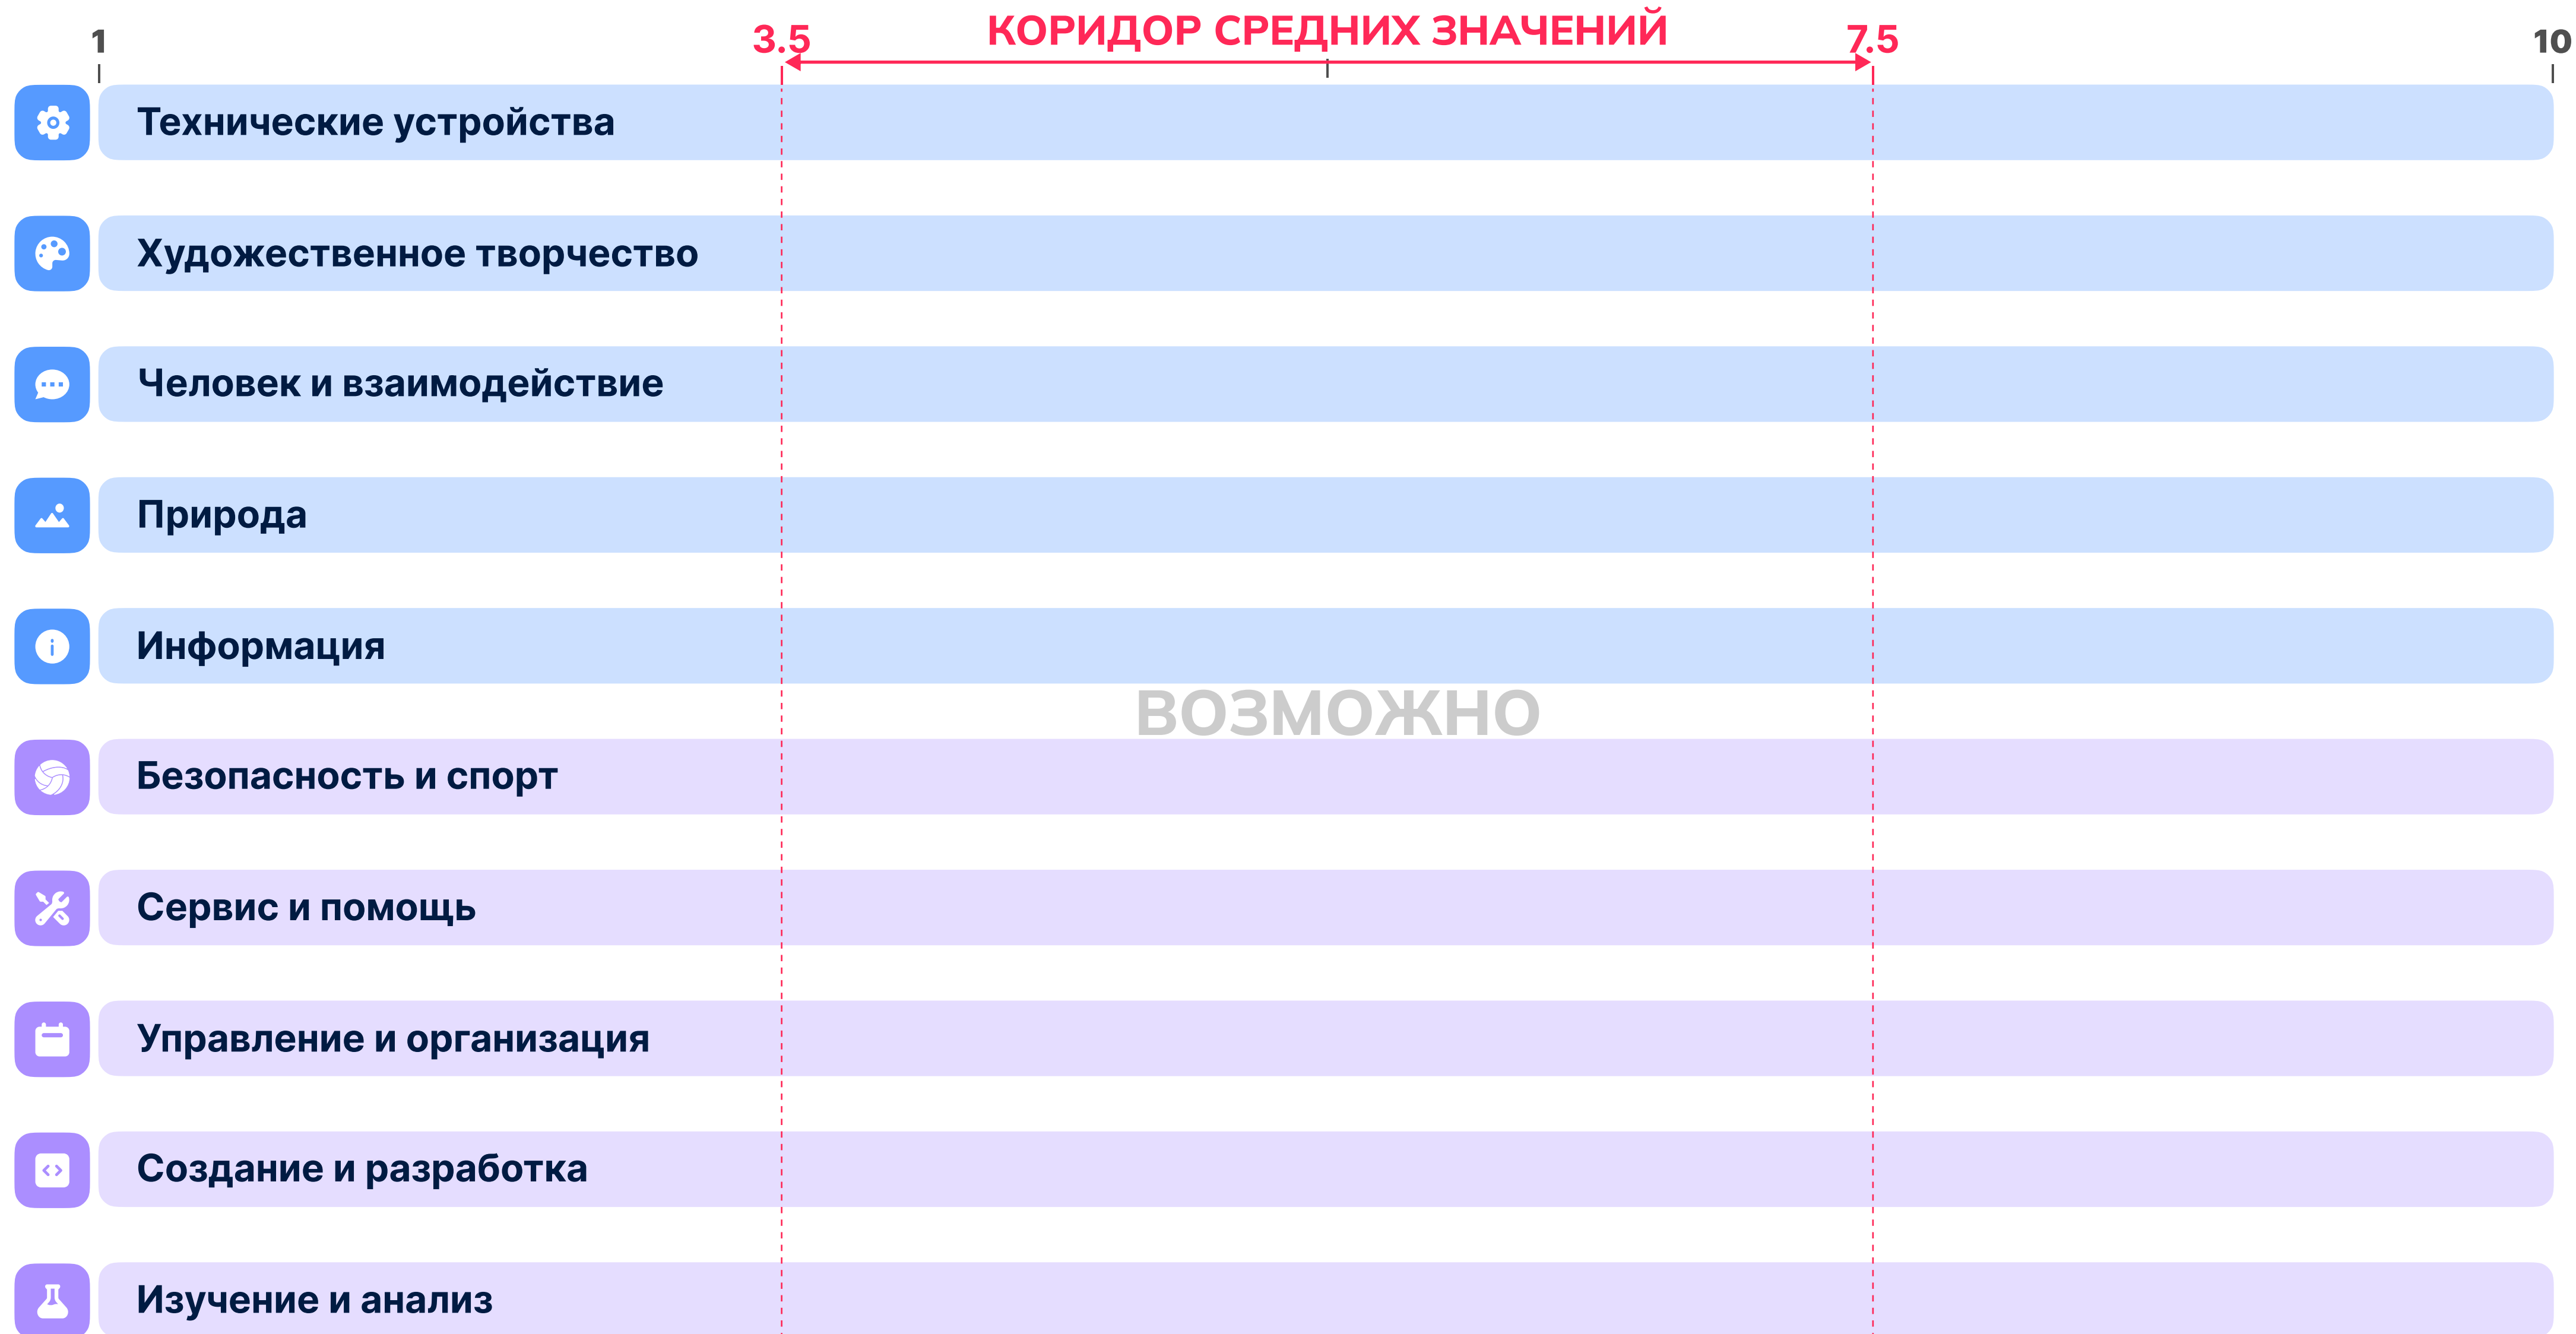 КОРИДОР СРЕДНИХ ЗНАЧЕНИЙ
1 3.5 7.5 10
Технические устройства
Художественное творчество
Человек и взаимодействие
Природа
Информация
ВОЗМОЖНО
Безопасность и спорт
Сервис и помощь
Управление и организация
Создание и разработка
Изучение и анализ